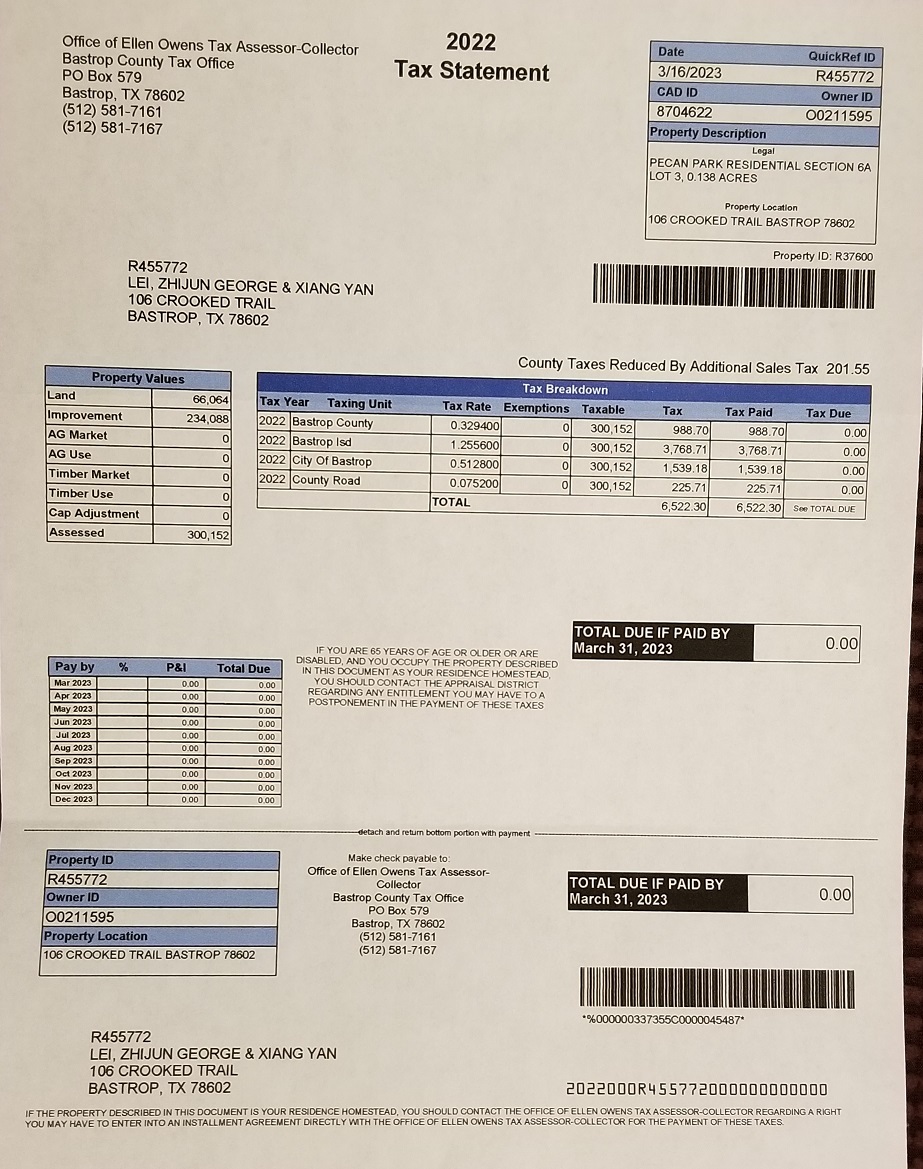 2022
Tax Statement
Office of Ellen Owens Tax Assessor-Collector
Bastrop County Tax Office
PO Box 579
Bastrop, TX 78602
(512) 581-7161
(512) 581-7167
Date QuickRef ID
3/16/2023 R455772
CAD ID Owner ID
8704622 O0211595
Property Description
Legal
PECAN PARK RESIDENTIAL SECTION 6A
LOT 3, 0.138 ACRES
Property Location
106 CROOKED TRAIL BASTROP 78602
Property ID: R37600
R455772
LEI, ZHIJUN GEORGE & XIANG YAN
106 CROOKED TRAIL
BASTROP, TX 78602
County Taxes Reduced By Additional Sales Tax 201.55
Property Values
Land 66,064
Improvement 234,088
AG Market 0
AG Use 0
Timber Market 0
Timber Use 0
Cap Adjustment 0
Assessed 300,152
Tax Breakdown
Tax Year Taxing Unit Tax Rate Exemptions Taxable Tax Tax Paid Tax Due
2022 Bastrop County 0.329400 0 300,152 988.70 988.70 0.00
2022 Bastrop Isd 1.255600 0 300,152 3,768.71 3,768.71 0.00
2022 City Of Bastrop 0.512800 0 300,152 1,539.18 1,539.18 0.00
2022 County Road 0.075200 0 300,152 225.71 225.71 0.00
TOTAL 6,522.30 6,522.30 See TOTAL DUE
TOTAL DUE IF PAID BY
March 31, 2023 0.00
IF YOU ARE 65 YEARS OF AGE OR OLDER OR ARE
DISABLED, AND YOU OCCUPY THE PROPERTY DESCRIBED
IN THIS DOCUMENT AS YOUR RESIDENCE HOMESTEAD,
YOU SHOULD CONTACT THE APPRAISAL DISTRICT
REGARDING ANY ENTITLEMENT YOU MAY HAVE TO A
POSTPONEMENT IN THE PAYMENT OF THESE TAXES
Pay by % P&I Total Due
Mar 2023 0.00 0.00
Apr 2023 0.00 0.00
May 2023 0.00 0.00
Jun 2023 0.00 0.00
Jul 2023 0.00 0.00
Aug 2023 0.00 0.00
Sep 2023 0.00 0.00
Oct 2023 0.00 0.00
Nov 2023 0.00 0.00
Dec 2023 0.00 0.00
detach and return bottom portion with payment
Property ID
R455772
Owner ID
O0211595
Property Location
106 CROOKED TRAIL BASTROP 78602
Make check payable to:
Office of Ellen Owens Tax Assessor-
Collector
Bastrop County Tax Office
PO Box 579
Bastrop, TX 78602
(512) 581-7161
(512) 581-7167
TOTAL DUE IF PAID BY
March 31, 2023 0.00
*%000000337355C0000045487*
R455772
LEI, ZHIJUN GEORGE & XIANG YAN
106 CROOKED TRAIL
BASTROP, TX 78602
2022000R455772000000000000
IF THE PROPERTY DESCRIBED IN THIS DOCUMENT IS YOUR RESIDENCE HOMESTEAD, YOU SHOULD CONTACT THE OFFICE OF ELLEN OWENS TAX ASSESSOR-COLLECTOR REGARDING A RIGHT
YOU MAY HAVE TO ENTER INTO AN INSTALLMENT AGREEMENT DIRECTLY WITH THE OFFICE OF ELLEN OWENS TAX ASSESSOR-COLLECTOR FOR THE PAYMENT OF THESE TAXES.